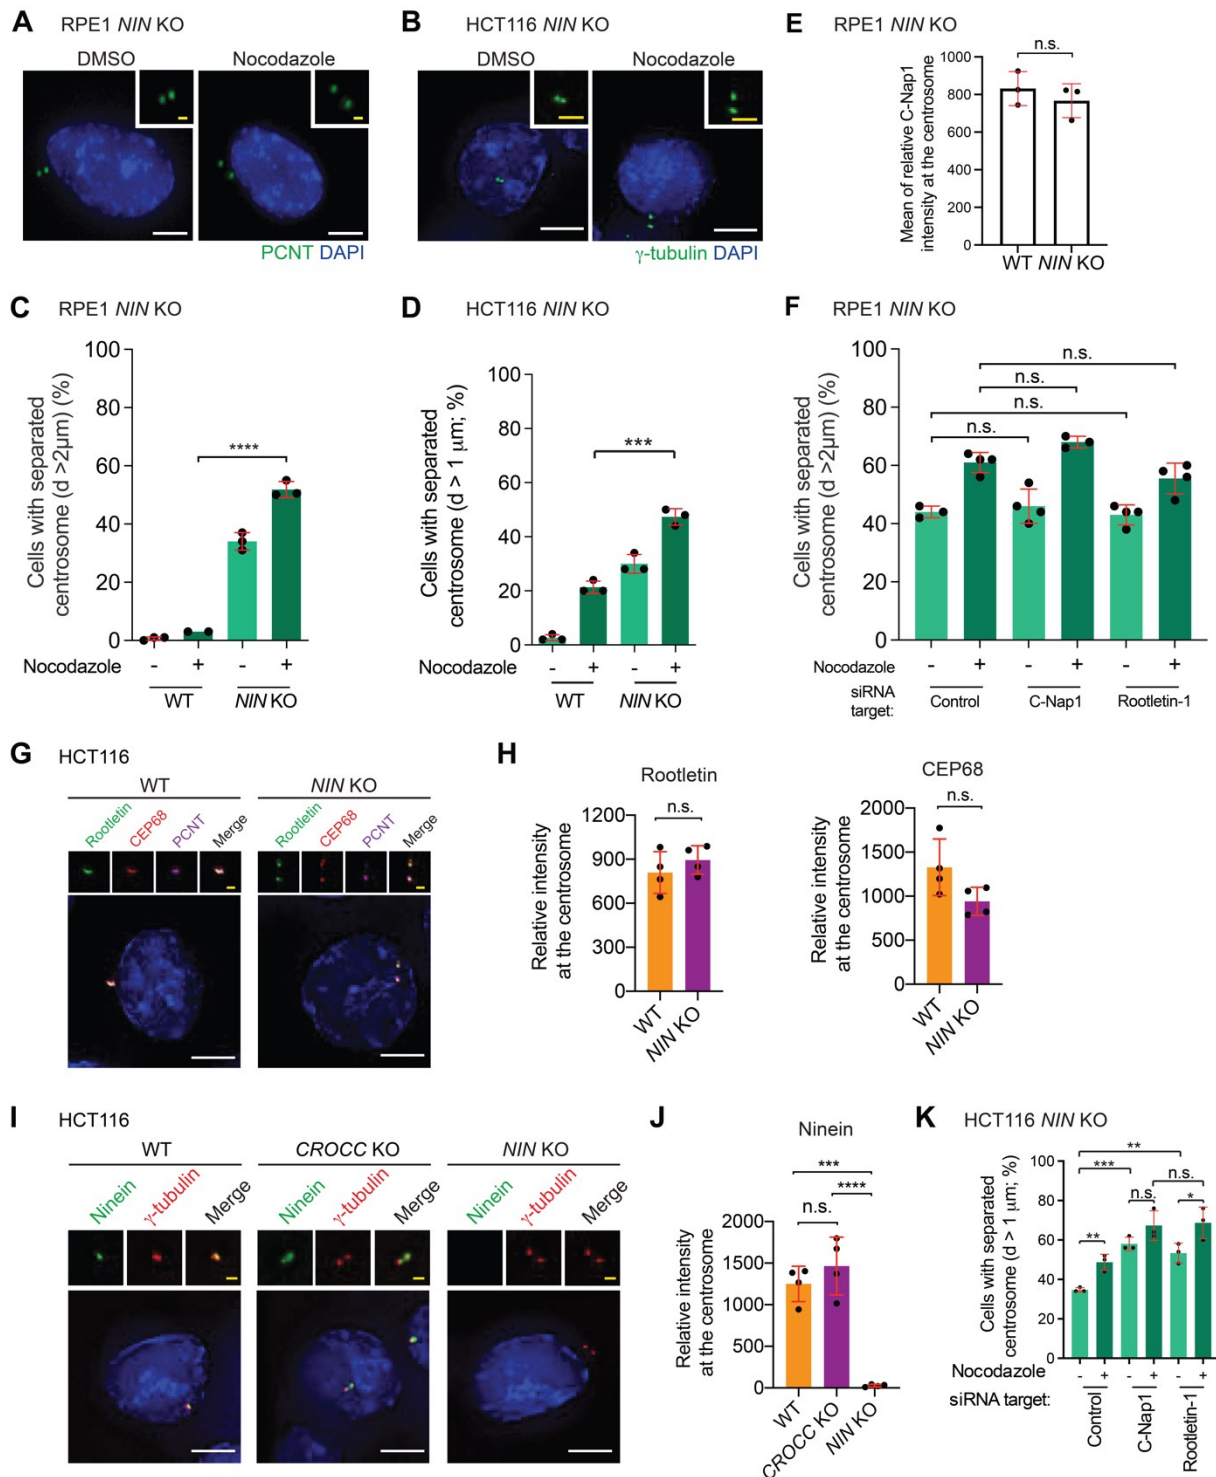 A RPE1 NIN KO
DMSO Nocodazole
PCNT DAPI
B HCT116 NIN KO
DMSO Nocodazole
γ-tubulin DAPI
E RPE1 NIN KO
Mean of relative C-Nap1
intensity at the centrosome
1000
800
600
400
200
0
n.s.
WT NIN KO
C RPE1 NIN KO
Cells with separated
centrosome (d >2µm) (%)
100
80
60
40
20
0
****
Nocodazole - + - +
WT NIN KO
D HCT116 NIN KO
Cells with separated
centrosome (d > 1 µm; %)
100
80
60
40
20
0
***
Nocodazole - + - +
WT NIN KO
F RPE1 NIN KO
Cells with separated
centrosome (d >2µm) (%)
100
80
60
40
20
0
n.s.
n.s.
n.s.
n.s.
Nocodazole - + - + - +
siRNA
target:
Control C-Nap1 Rootletin-1
G HCT116
WT NIN KO
Rootletin CEP68 PCNT Merge Rootletin CEP68 PCNT Merge
H
Rootletin
Relative intensity
at the centrosome
1200
900
600
300
0
n.s.
WT
NIN KO
CEP68
Relative intensity
at the centrosome
2000
1500
1000
500
0
n.s.
WT
NIN KO
I HCT116
WT CROCC KO NIN KO
Ninein γ-tubulin Merge Ninein γ-tubulin Merge Ninein γ-tubulin Merge
J
Ninein
Relative intensity
at the centrosome
2000
1500
1000
500
0
***
****
n.s.
WT
CROCC KO
NIN KO
K HCT116 NIN KO
Cells with separated
centrosome (d > 1 µm; %)
100
80
60
40
20
0
**
***
n.s.
n.s.
*
**
Nocodazole - + - + - +
siRNA target:
Control
C-Nap1
Rootletin-1